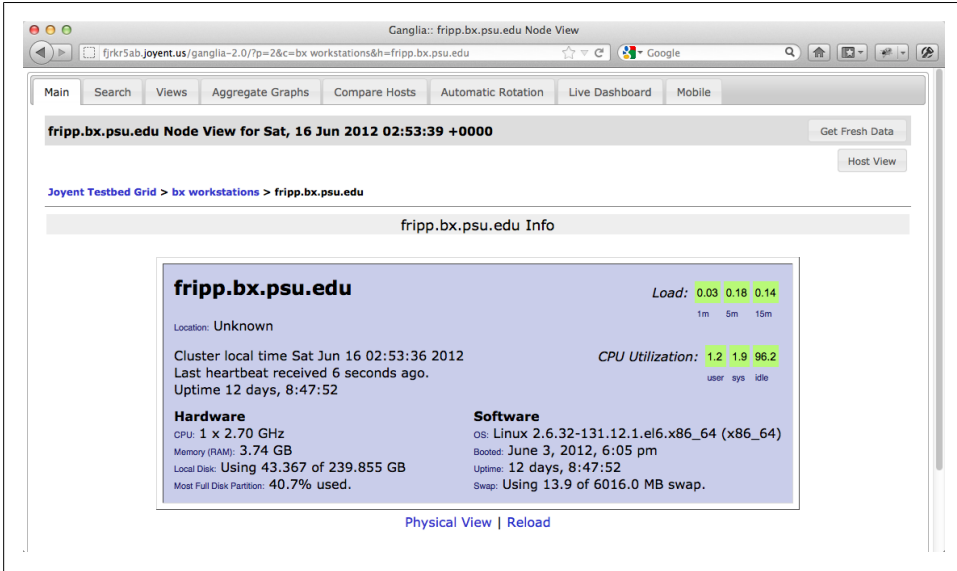 Ganglia:: fripp.bx.psu.edu Node View
fjrkr5ab.joyent.us/ganglia-2.0/?p=2&c=bx workstations&h=fripp.bx.psu.edu
Google
Main Search Views Aggregate Graphs Compare Hosts Automatic Rotation Live Dashboard Mobile
fripp.bx.psu.edu Node View for Sat, 16 Jun 2012 02:53:39 +0000
Get Fresh Data
Host View
Joyent Testbed Grid > bx workstations > fripp.bx.psu.edu
fripp.bx.psu.edu Info
fripp.bx.psu.edu
Load: 0.03 0.18 0.14
1m 5m 15m
Location: Unknown
Cluster local time Sat Jun 16 02:53:36 2012
Last heartbeat received 6 seconds ago.
Uptime 12 days, 8:47:52
CPU Utilization: 1.2 1.9 96.2
user sys idle
Hardware
CPU: 1 x 2.70 GHz
Memory (RAM): 3.74 GB
Local Disk: Using 43.367 of 239.855 GB
Most Full Disk Partition: 40.7% used.
Software
OS: Linux 2.6.32-131.12.1.el6.x86_64 (x86_64)
Booted: June 3, 2012, 6:05 pm
Uptime: 12 days, 8:47:52
Swap: Using 13.9 of 6016.0 MB swap.
Physical View | Reload